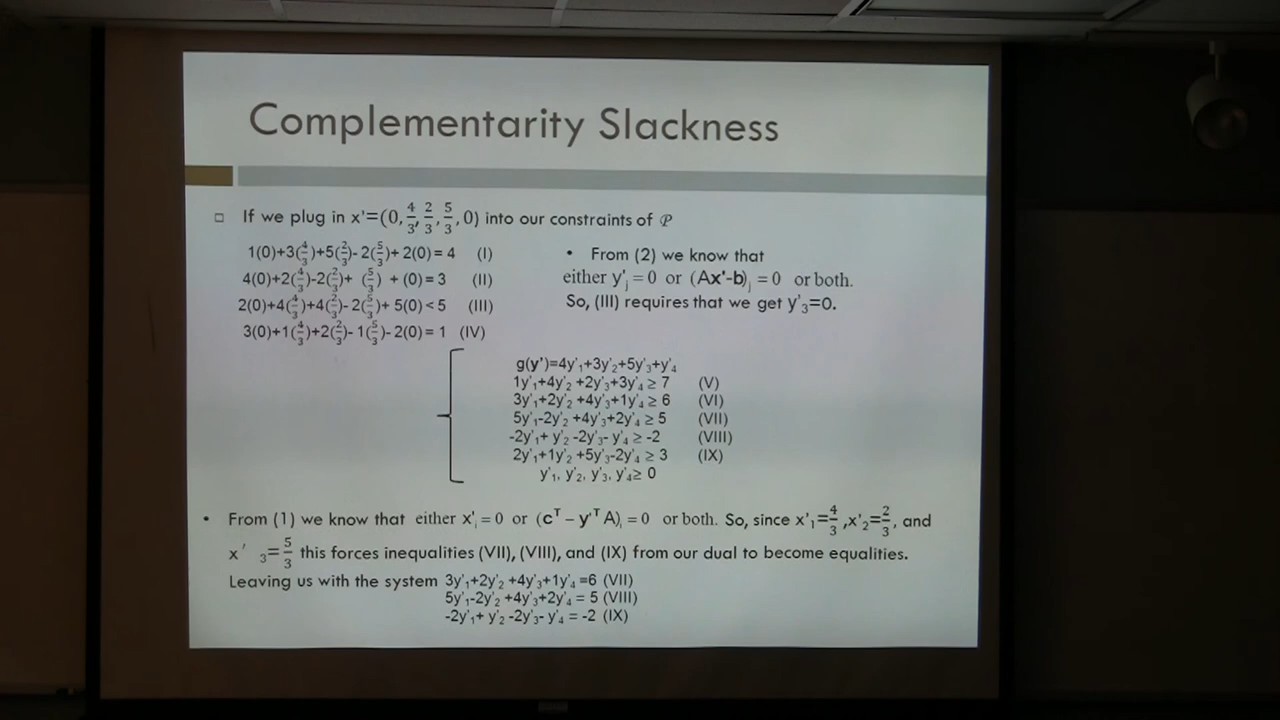 Complementarity Slackness
□ If we plug in x'=(0, 4/3, 2/3, 5/3, 0) into our constraints of 𝒫
1(0)+3(4/3)+5(2/3)- 2(5/3)+ 2(0)= 4 (I)
4(0)+2(4/3)-2(2/3)+ (5/3) + (0)= 3 (II)
2(0)+4(4/3)+4(2/3)- 2(5/3)+ 5(0) < 5 (III)
3(0)+1(4/3)+2(2/3)- 1(5/3)- 2(0)= 1 (IV)
• From (2) we know that
either y'ⱼ = 0 or (Ax'-b)ⱼ = 0 or both.
So, (III) requires that we get y'₃=0.
g(y')=4y'₁+3y'₂+5y'₃+y'₄
1y'₁+4y'₂ +2y'₃+3y'₄ ≥ 7 (V)
3y'₁+2y'₂ +4y'₃+1y'₄ ≥ 6 (VI)
5y'₁-2y'₂ +4y'₃+2y'₄ ≥ 5 (VII)
-2y'₁+ y'₂ -2y'₃- y'₄ ≥ -2 (VIII)
2y'₁+1y'₂ +5y'₃-2y'₄ ≥ 3 (IX)
y'₁, y'₂, y'₃, y'₄≥ 0
• From (1) we know that either x'ᵢ = 0 or (cᵀ – y'ᵀ A)ᵢ = 0 or both. So, since x'₁=4/3 ,x'₂=2/3, and
x' ₃=5/3 this forces inequalities (VII), (VIII), and (IX) from our dual to become equalities.
Leaving us with the system 3y'₁+2y'₂ +4y'₃+1y'₄ =6 (VII)
5y'₁-2y'₂ +4y'₃+2y'₄ = 5 (VIII)
-2y'₁+ y'₂ -2y'₃- y'₄ = -2 (IX)